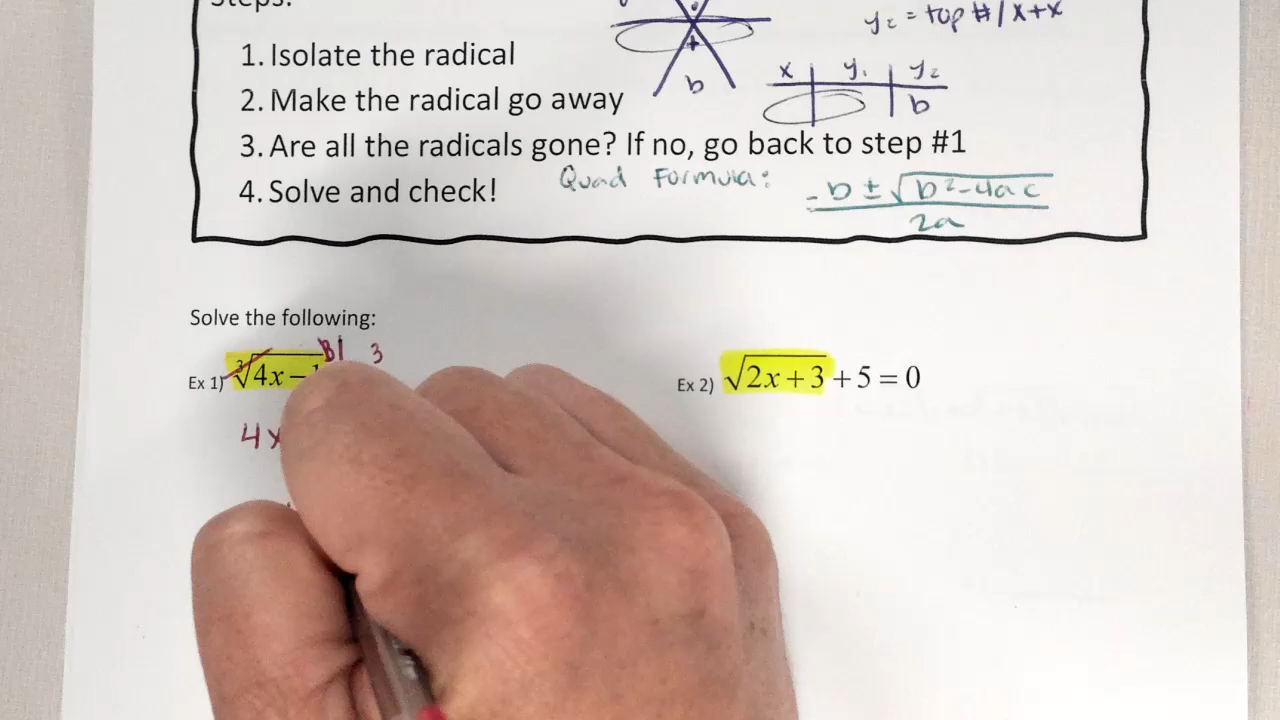 Steps:
y₂ = top # / x + x
1. Isolate the radical
+
b
x y₁ y₂
b
2. Make the radical go away
3. Are all the radicals gone? If no, go back to step #1
4. Solve and check!
Quad Formula: -b ± √b²-4ac
2a
Solve the following:
3
Ex 1) ∛4x –
Ex 2) √2x + 3 + 5 = 0
4x